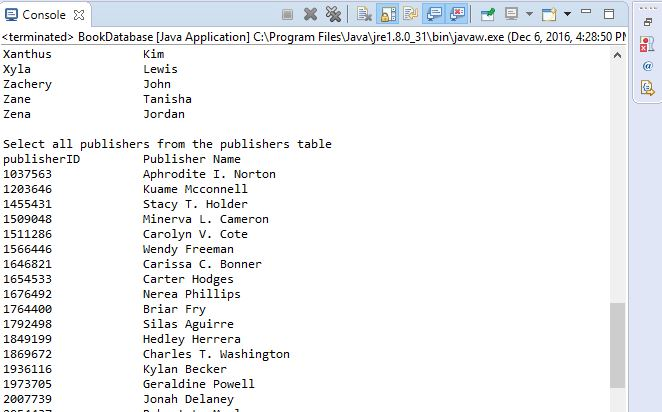 Console
<terminated> BookDatabase [Java Application] C:\Program Files\Java\jre1.8.0_31\bin\javaw.exe (Dec 6, 2016, 4:28:50 PM
Xanthus Kim
Xyla Lewis
Zachery John
Zane Tanisha
Zena Jordan
Select all publishers from the publishers table
publisherID Publisher Name
1037563 Aphrodite I. Norton
1203646 Kuame Mcconnell
1455431 Stacy T. Holder
1509048 Minerva L. Cameron
1511286 Carolyn V. Cote
1566446 Wendy Freeman
1646821 Carissa C. Bonner
1654533 Carter Hodges
1676492 Nerea Phillips
1764400 Briar Fry
1792498 Silas Aguirre
1849199 Hedley Herrera
1869672 Charles T. Washington
1936116 Kylan Becker
1973705 Geraldine Powell
2007739 Jonah Delaney